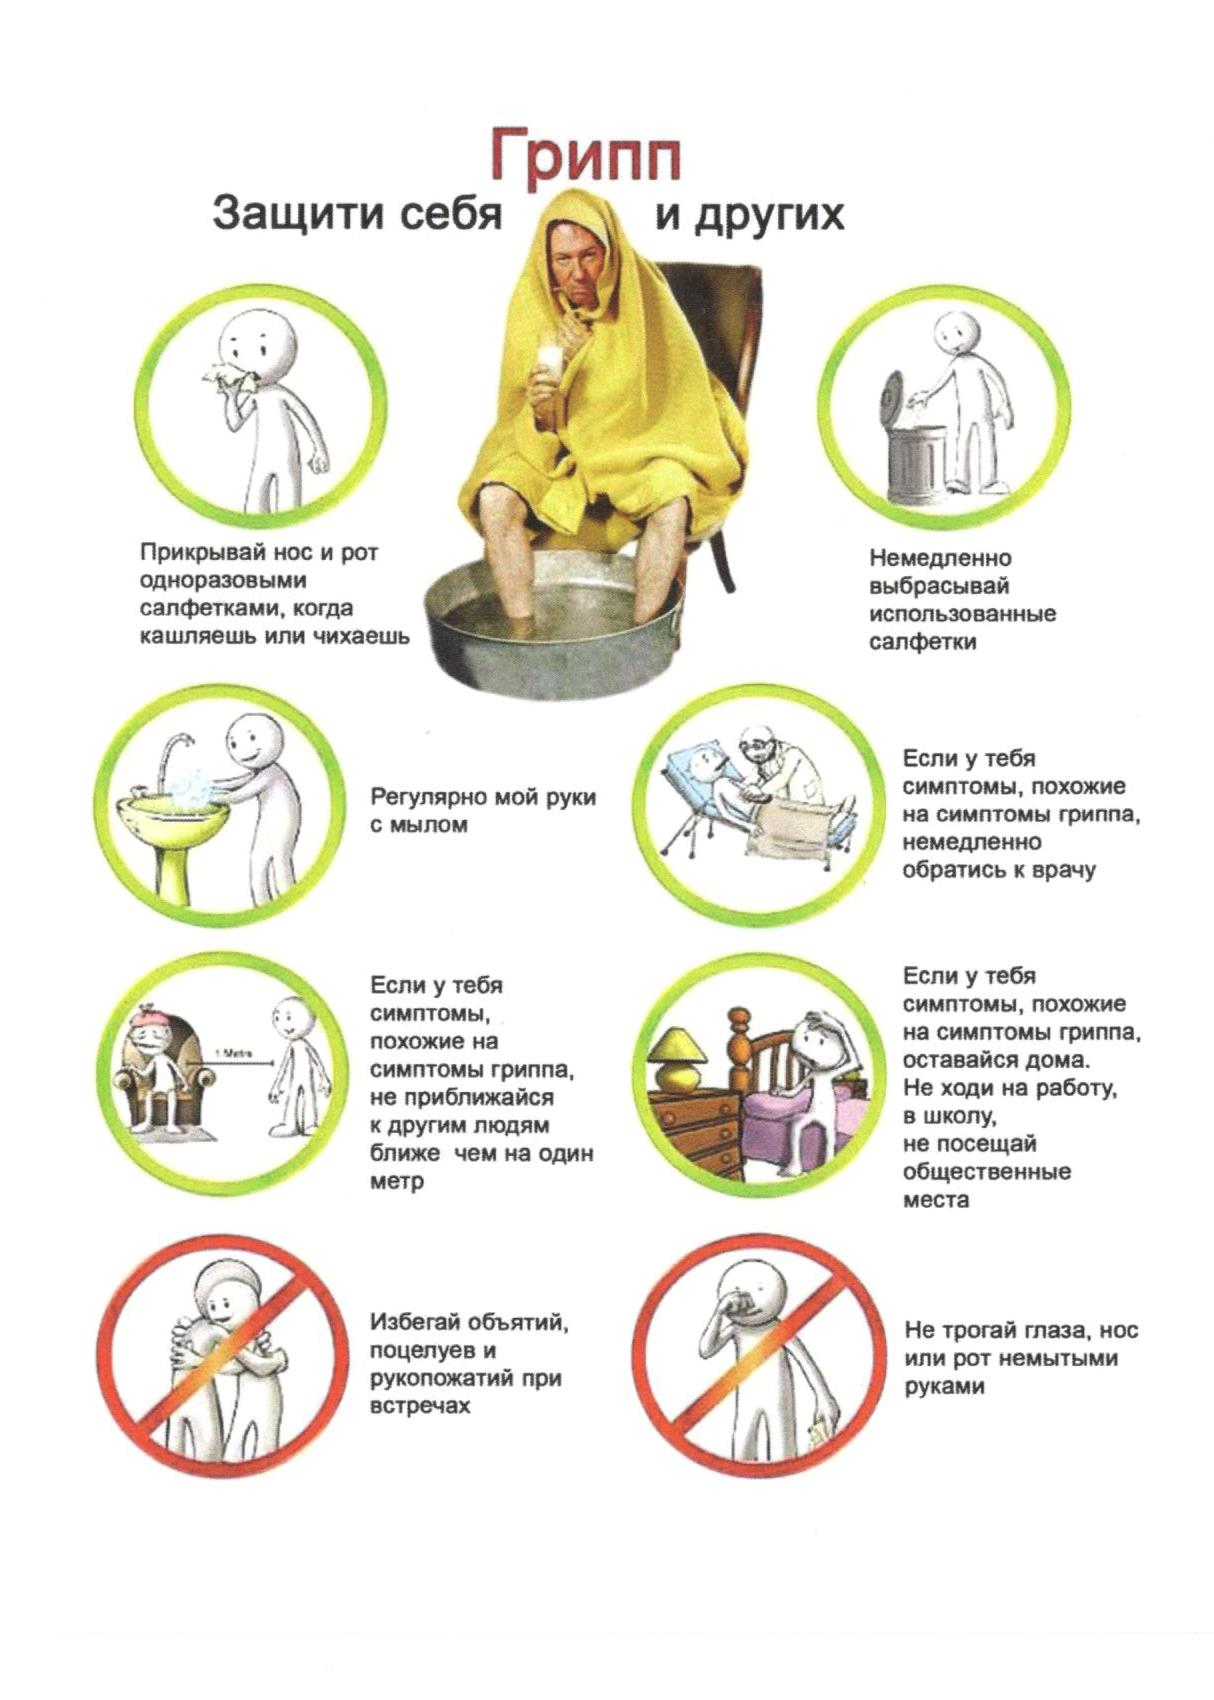 Грипп
Защити себя и других
Прикрывай нос и рот
одноразовыми
салфетками, когда
кашляешь или чихаешь
Немедленно
выбрасывай
использованные
салфетки
Регулярно мой руки
с мылом
Если у тебя
симптомы, похожие
на симптомы гриппа,
немедленно
обратись к врачу
1 Metre
Если у тебя
симптомы,
похожие на
симптомы гриппа,
не приближайся
к другим людям
ближе чем на один
метр
Если у тебя
симптомы, похожие
на симптомы гриппа,
оставайся дома.
Не ходи на работу,
в школу,
не посещай
общественные
места
Избегай объятий,
поцелуев и
рукопожатий при
встречах
Не трогай глаза, нос
или рот немытыми
руками